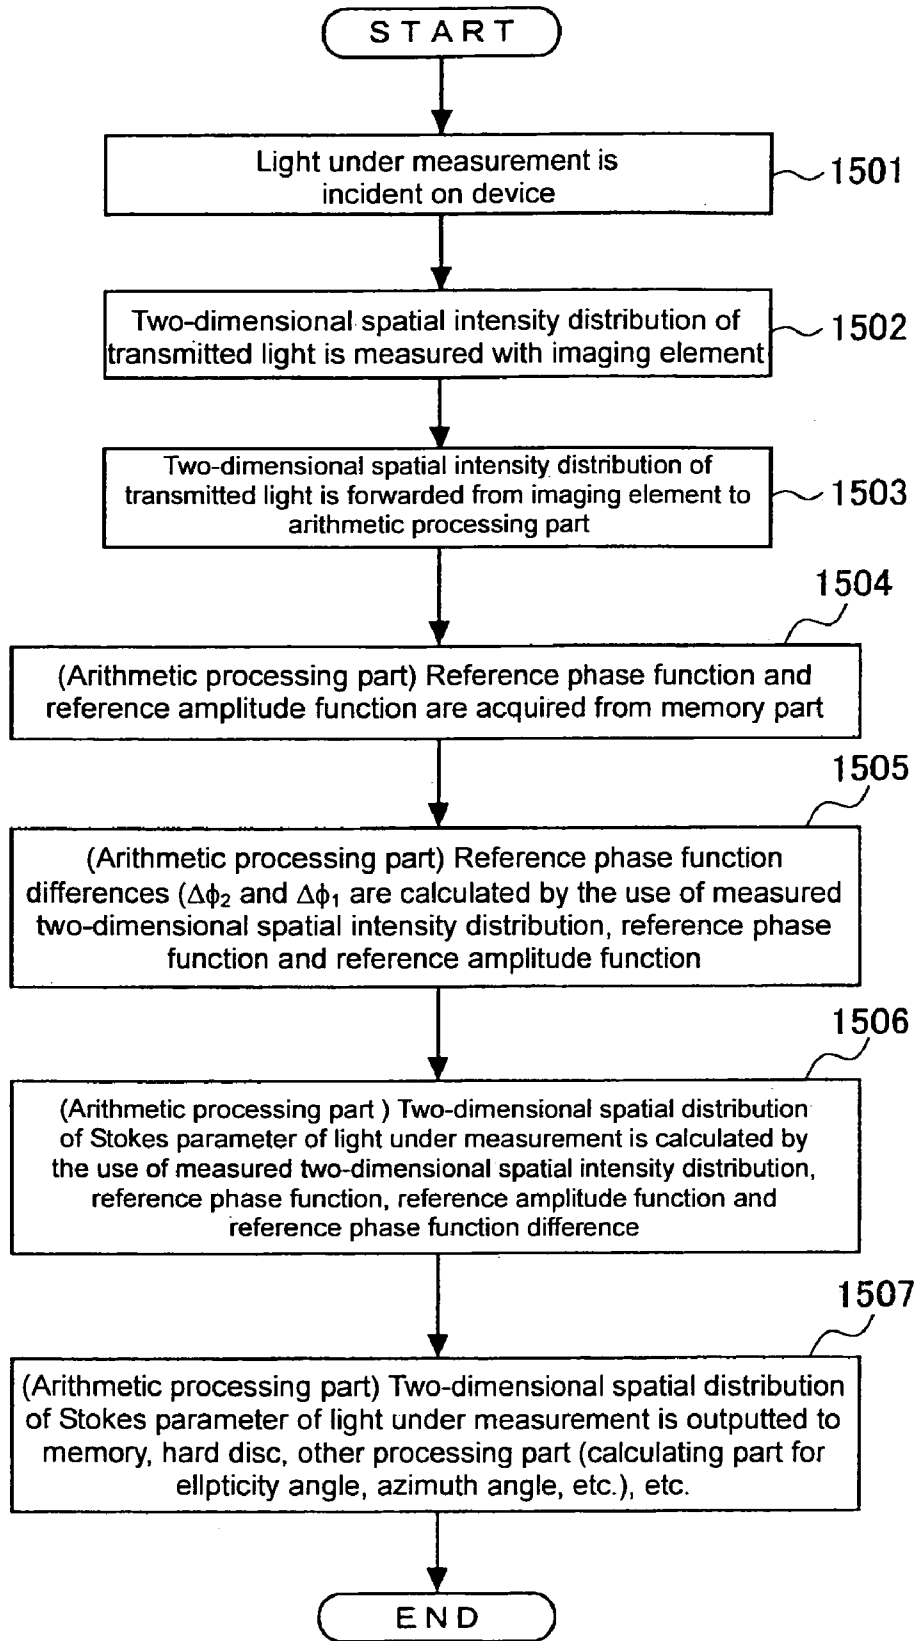 START
Light under measurement is
incident on device
1501
Two-dimensional spatial intensity distribution of
transmitted light is measured with imaging element
1502
Two-dimensional spatial intensity distribution of
transmitted light is forwarded from imaging element to
arithmetic processing part
1503
1504
(Arithmetic processing part) Reference phase function and
reference amplitude function are acquired from memory part
1505
(Arithmetic processing part) Reference phase function
differences (Δϕ₂ and Δϕ₁ are calculated by the use of measured
two-dimensional spatial intensity distribution, reference phase
function and reference amplitude function
1506
(Arithmetic processing part ) Two-dimensional spatial distribution
of Stokes parameter of light under measurement is calculated by
the use of measured two-dimensional spatial intensity distribution,
reference phase function, reference amplitude function and
reference phase function difference
1507
(Arithmetic processing part) Two-dimensional spatial distribution
of Stokes parameter of light under measurement is outputted to
memory, hard disc, other processing part (calculating part for
ellpticity angle, azimuth angle, etc.), etc.
END